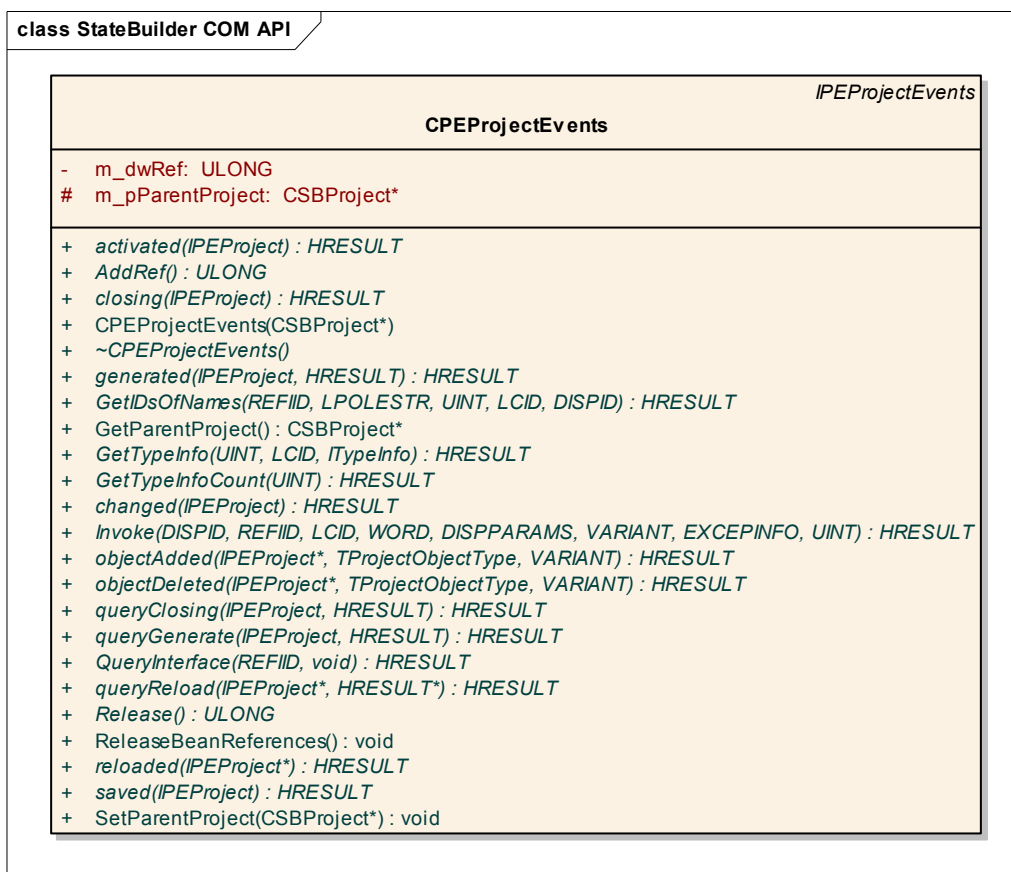 class StateBuilder COM API
IPEProjectEvents
CPEProjectEvents
- m_dwRef: ULONG
# m_pParentProject: CSBProject*
+ activated(IPEProject) : HRESULT
+ AddRef() : ULONG
+ closing(IPEProject) : HRESULT
+ CPEProjectEvents(CSBProject*)
+ ~CPEProjectEvents()
+ generated(IPEProject, HRESULT) : HRESULT
+ GetIDsOfNames(REFIID, LPOLESTR, UINT, LCID, DISPID) : HRESULT
+ GetParentProject() : CSBProject*
+ GetTypeInfo(UINT, LCID, ITypeInfo) : HRESULT
+ GetTypeInfoCount(UINT) : HRESULT
+ changed(IPEProject) : HRESULT
+ Invoke(DISPID, REFIID, LCID, WORD, DISPPARAMS, VARIANT, EXCEPINFO, UINT) : HRESULT
+ objectAdded(IPEProject*, TProjectObjectType, VARIANT) : HRESULT
+ objectDeleted(IPEProject*, TProjectObjectType, VARIANT) : HRESULT
+ queryClosing(IPEProject, HRESULT) : HRESULT
+ queryGenerate(IPEProject, HRESULT) : HRESULT
+ QueryInterface(REFIID, void) : HRESULT
+ queryReload(IPEProject*, HRESULT*) : HRESULT
+ Release() : ULONG
+ ReleaseBeanReferences() : void
+ reloaded(IPEProject*) : HRESULT
+ saved(IPEProject) : HRESULT
+ SetParentProject(CSBProject*) : void